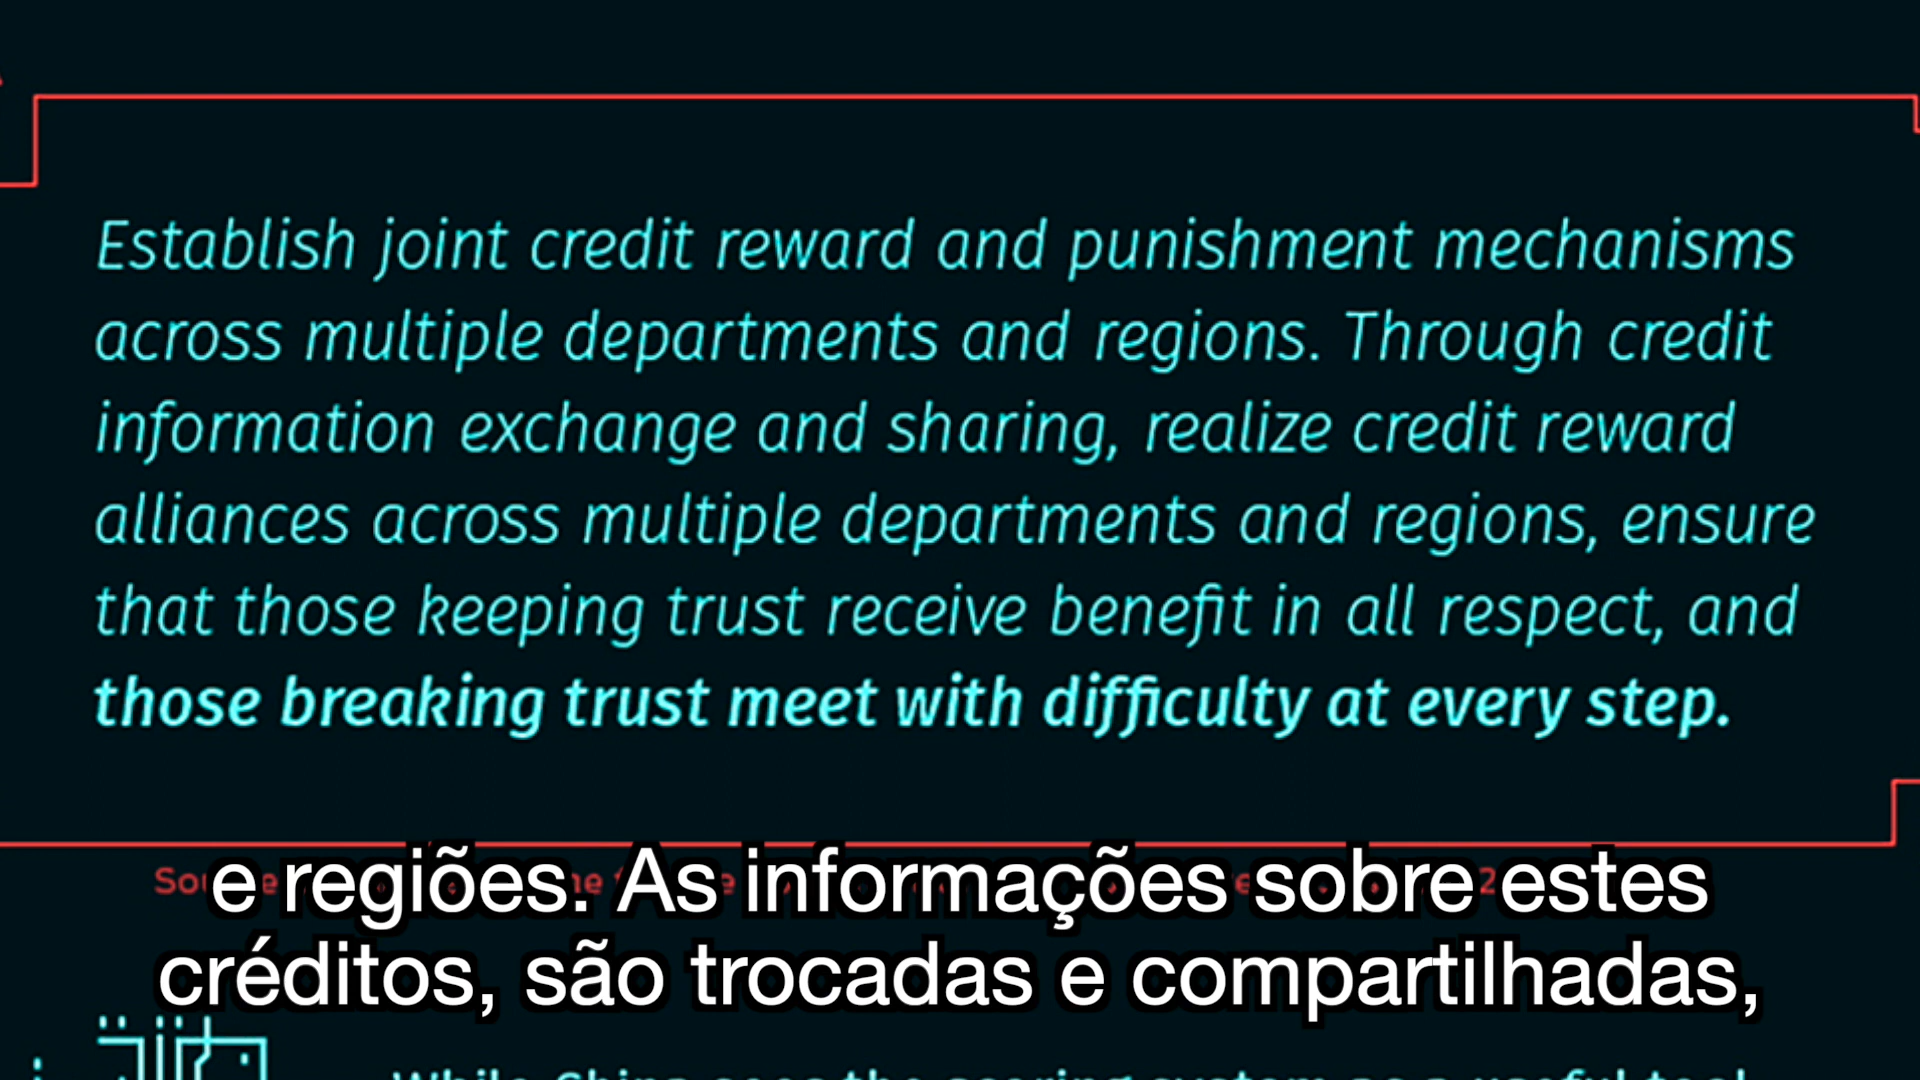 Establish joint credit reward and punishment mechanisms
across multiple departments and regions. Through credit
information exchange and sharing, realize credit reward
alliances across multiple departments and regions, ensure
that those keeping trust receive benefit in all respect, and
those breaking trust meet with difficulty at every step.
e regiões. As informações sobre estes
créditos, são trocadas e compartilhadas,